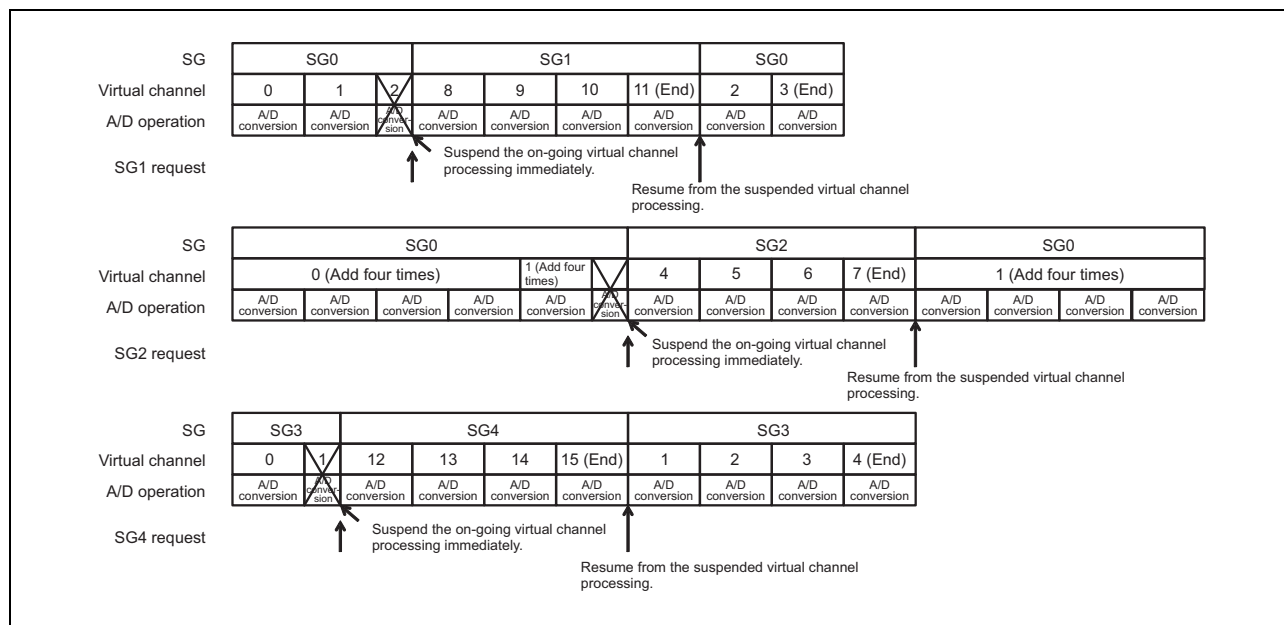 SG SG0 SG1 SG0
Virtual channel 0 1 2 8 9 10 11 (End) 2 3 (End)
A/D operation A/D conversion A/D conversion A/D conver-sion A/D conversion A/D conversion A/D conversion A/D conversion A/D conversion A/D conversion
SG1 request
Suspend the on-going virtual channel
processing immediately.
Resume from the suspended virtual channel
processing.
SG SG0 SG2 SG0
Virtual channel 0 (Add four times) 1 (Add four times) 4 5 6 7 (End) 1 (Add four times)
A/D operation A/D conversion A/D conversion A/D conversion A/D conversion A/D conversion A/D conver-sion A/D conversion A/D conversion A/D conversion A/D conversion A/D conversion A/D conversion A/D conversion A/D conversion
SG2 request
Suspend the on-going virtual channel
processing immediately.
Resume from the suspended virtual channel
processing.
SG SG3 SG4 SG3
Virtual channel 0 1 12 13 14 15 (End) 1 2 3 4 (End)
A/D operation A/D conversion A/D conver-sion A/D conversion A/D conversion A/D conversion A/D conversion A/D conversion A/D conversion A/D conversion A/D conversion
SG4 request
Suspend the on-going virtual channel
processing immediately.
Resume from the suspended virtual channel
processing.